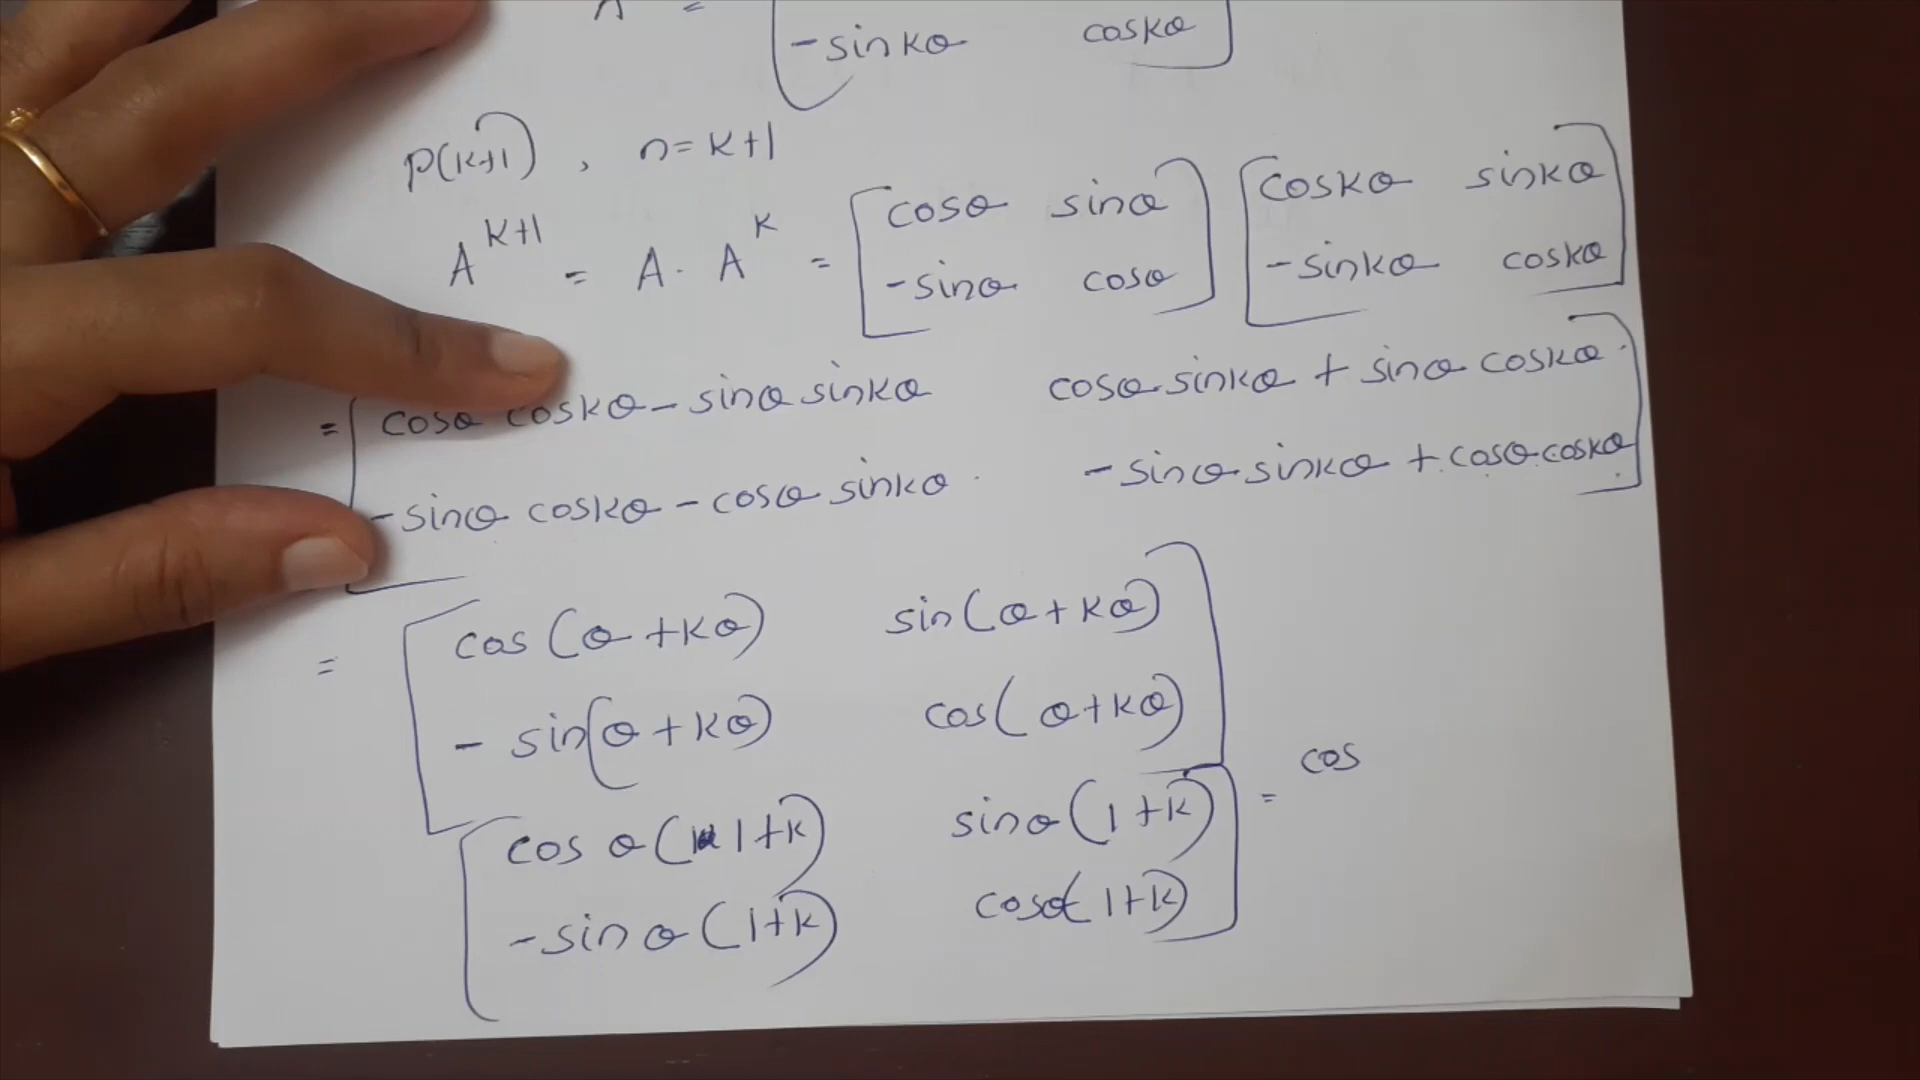 A =
-sinkθ coskθ
P(k+1), n=k+1
A^{k+1} = A. A^k = [cosθ sinθ] [coskθ sinkθ]
[-sinθ cosθ] [-sinkθ coskθ]
= [cosθ coskθ - sinθ sinkθ cosθ sinkθ + sinθ coskθ]
[-sinθ coskθ - cosθ sinkθ -sinθ sinkθ + cosθ coskθ]
= [cos(θ+kθ) sin(θ+kθ)]
[-sin(θ+kθ) cos(θ+kθ)]
[cosθ(1+k) sinθ(1+k)] = cos
[-sinθ(1+k) cosθ(1+k)]